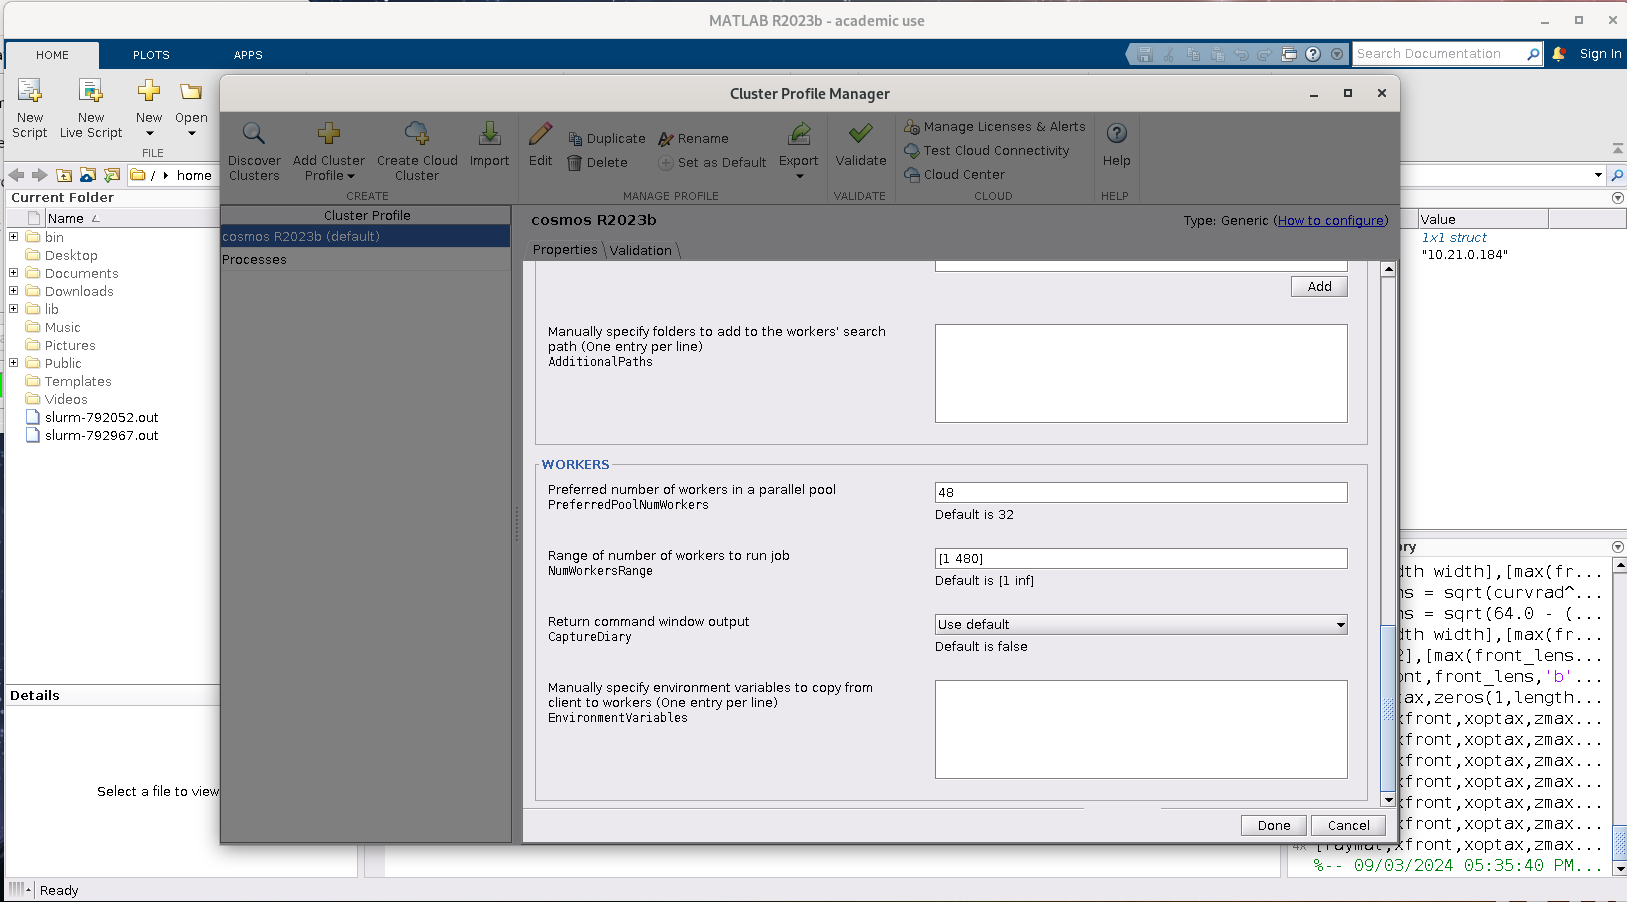 MATLAB R2023b - academic use
HOME
PLOTS
APPS
Search Documentation
Sign In
New Script
New Live Script
New
Open
FILE
/
home
Current Folder
Name
bin
Desktop
Documents
Downloads
lib
Music
Pictures
Public
Templates
Videos
slurm-792052.out
slurm-792967.out
Details
Select a file to view
Ready
Cluster Profile Manager
Discover Clusters
Add Cluster Profile
Create Cloud Cluster
Import
CREATE
Edit
Duplicate
Delete
Rename
Set as Default
Export
MANAGE PROFILE
Validate
VALIDATE
Manage Licenses & Alerts
Test Cloud Connectivity
Cloud Center
CLOUD
Help
HELP
Cluster Profile
cosmos R2023b (default)
Processes
cosmos R2023b
Type: Generic (How to configure)
Properties
Validation
Add
Manually specify folders to add to the workers' search
path (One entry per line)
AdditionalPaths
WORKERS
Preferred number of workers in a parallel pool
PreferredPoolNumWorkers
48
Default is 32
Range of number of workers to run job
NumWorkersRange
[1 480]
Default is [1 inf]
Return command window output
CaptureDiary
Use default
Default is false
Manually specify environment variables to copy from
client to workers (One entry per line)
EnvironmentVariables
Done
Cancel
Value
1x1 struct
"10.21.0.184"
ry
dth width],[max(fr...
ns = sqrt(curvrad^...
ns = sqrt(64.0 - (...
dth width],[max(fr...
2],[max(front_lens...
nt,front_lens,'b'...
tax,zeros(1,length...
xfront,xoptax,zmax...
xfront,xoptax,zmax...
xfront,xoptax,zmax...
xfront,xoptax,zmax...
xfront,xoptax,zmax...
xfront,xoptax,zmax...
[raymat,xfront,xoptax,zmax...
%-- 09/03/2024 05:35:40 PM...